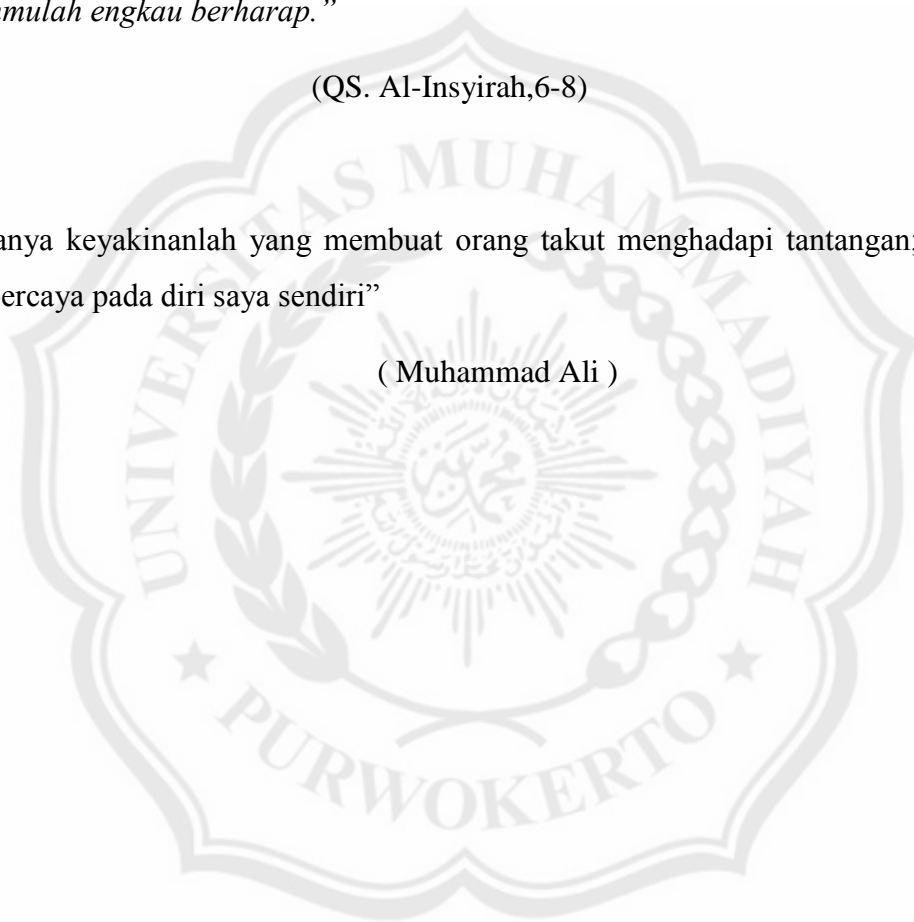 mulah engkau berharap.”
(QS. Al-Insyirah,6-8)
anya keyakinanlah yang membuat orang takut menghadapi tantangan;
ercaya pada diri saya sendiri”
( Muhammad Ali )
UNIVERSITAS MUHAMMADIYAH
PURWOKERTO